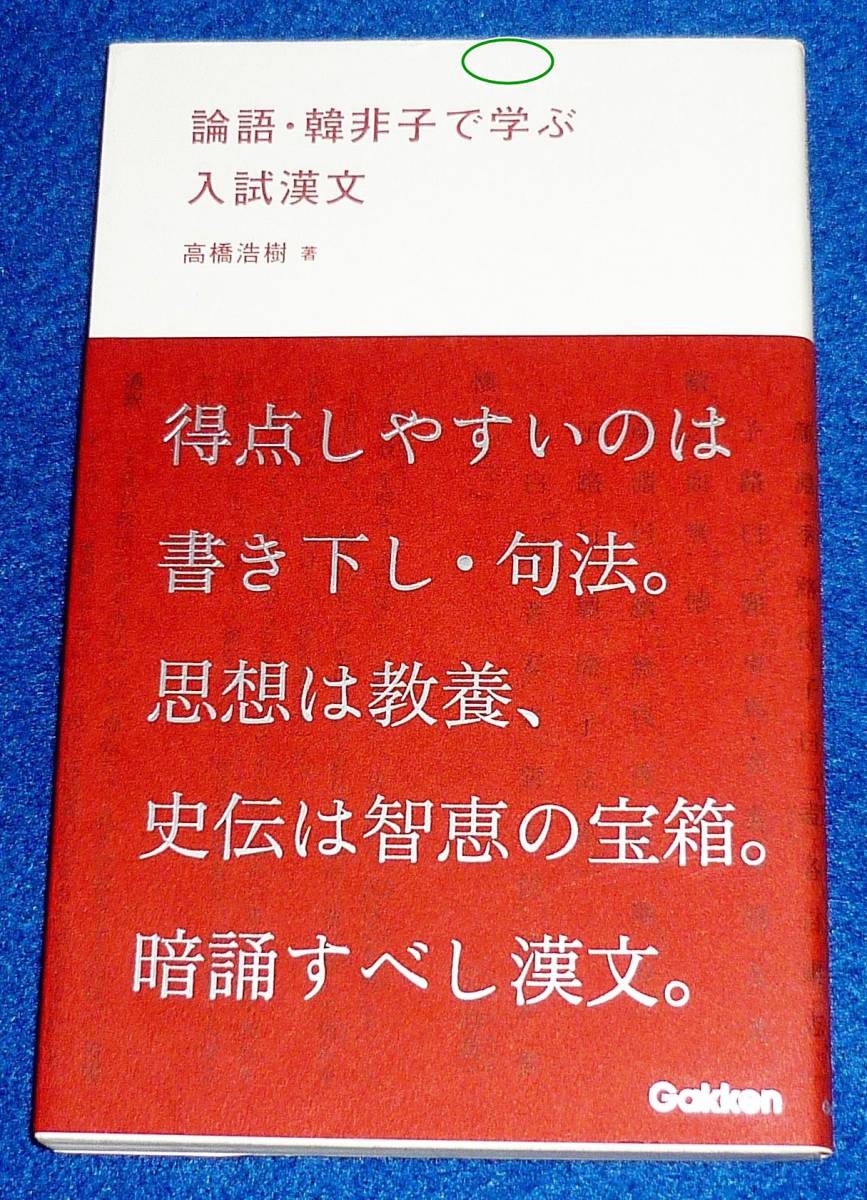 論語・韓非子で学ぶ
入試漢文
高橋浩樹 著
得点しやすいのは
書き下し・句法。
思想は教養、
史伝は智恵の宝箱。
暗誦すべし漢文。
Gakken